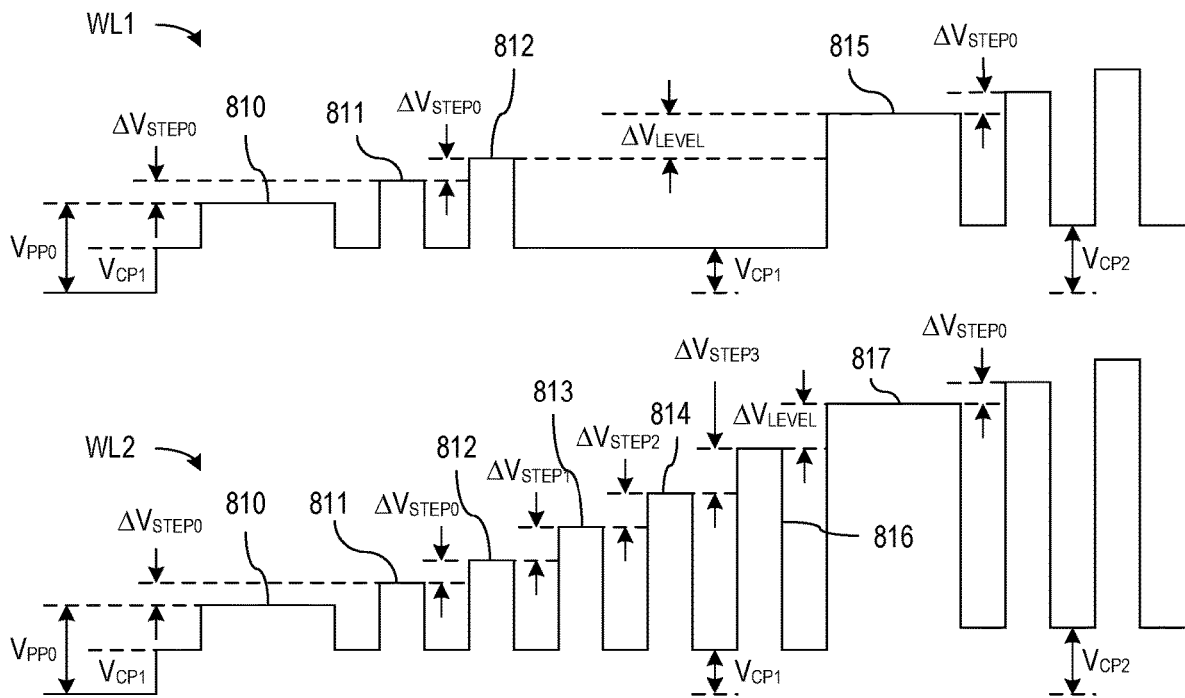 WL1
812
815
ΔVSTEP0
810
ΔVSTEP0
811
ΔVSTEP0
ΔVLEVEL
VPP0
VCP1
VCP1
VCP2
ΔVSTEP0
ΔVSTEP3
817
813
814
ΔVLEVEL
WL2
812
ΔVSTEP2
ΔVSTEP1
810
811
ΔVSTEP0
ΔVSTEP0
816
VPP0
VCP1
VCP1
VCP2